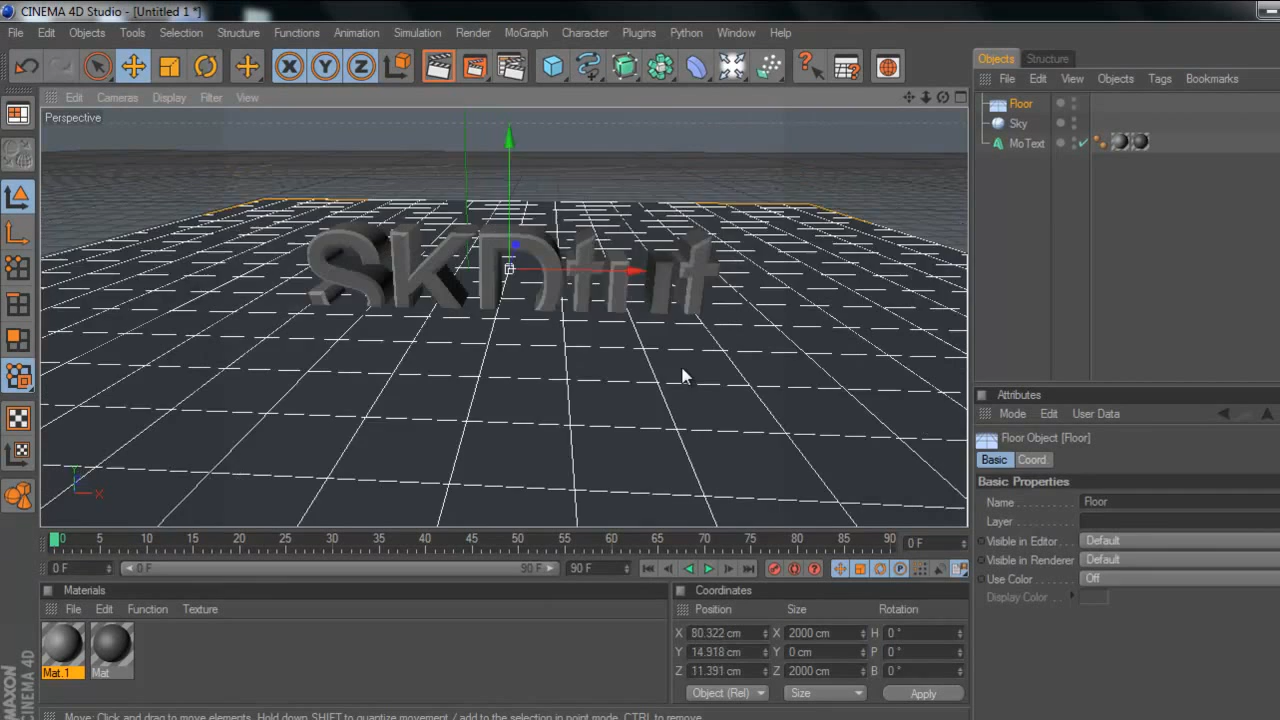 CINEMA 4D Studio - [Untitled 1 *]
File Edit Objects Tools Selection Structure Functions Animation Simulation Render MoGraph Character Plugins Python Window Help
Edit Cameras Display Filter View
Perspective
Objects Structure
File Edit View Objects Tags Bookmarks
Floor
Sky
MoText
Attributes
Mode Edit User Data
Floor Object [Floor]
Basic Coord.
Basic Properties
Name Floor
Layer
Visible in Editor Default
Visible in Renderer Default
Use Color Off
Display Color
0 5 10 15 20 25 30 35 40 45 50 55 60 65 70 75 80 85 90 0 F
0 F 0 F 90 F 90 F
Materials
File Edit Function Texture
Mat.1 Mat
Coordinates
Position Size Rotation
X 80.322 cm X 2000 cm H 0 °
Y 14.918 cm Y 0 cm P 0 °
Z 11.391 cm Z 2000 cm B 0 °
Object (Rel) Size Apply
MAXON
CINEMA 4D
Move: Click and drag to move elements. Hold down SHIFT to quantize movement / add to the selection in point mode, CTRL to remove.